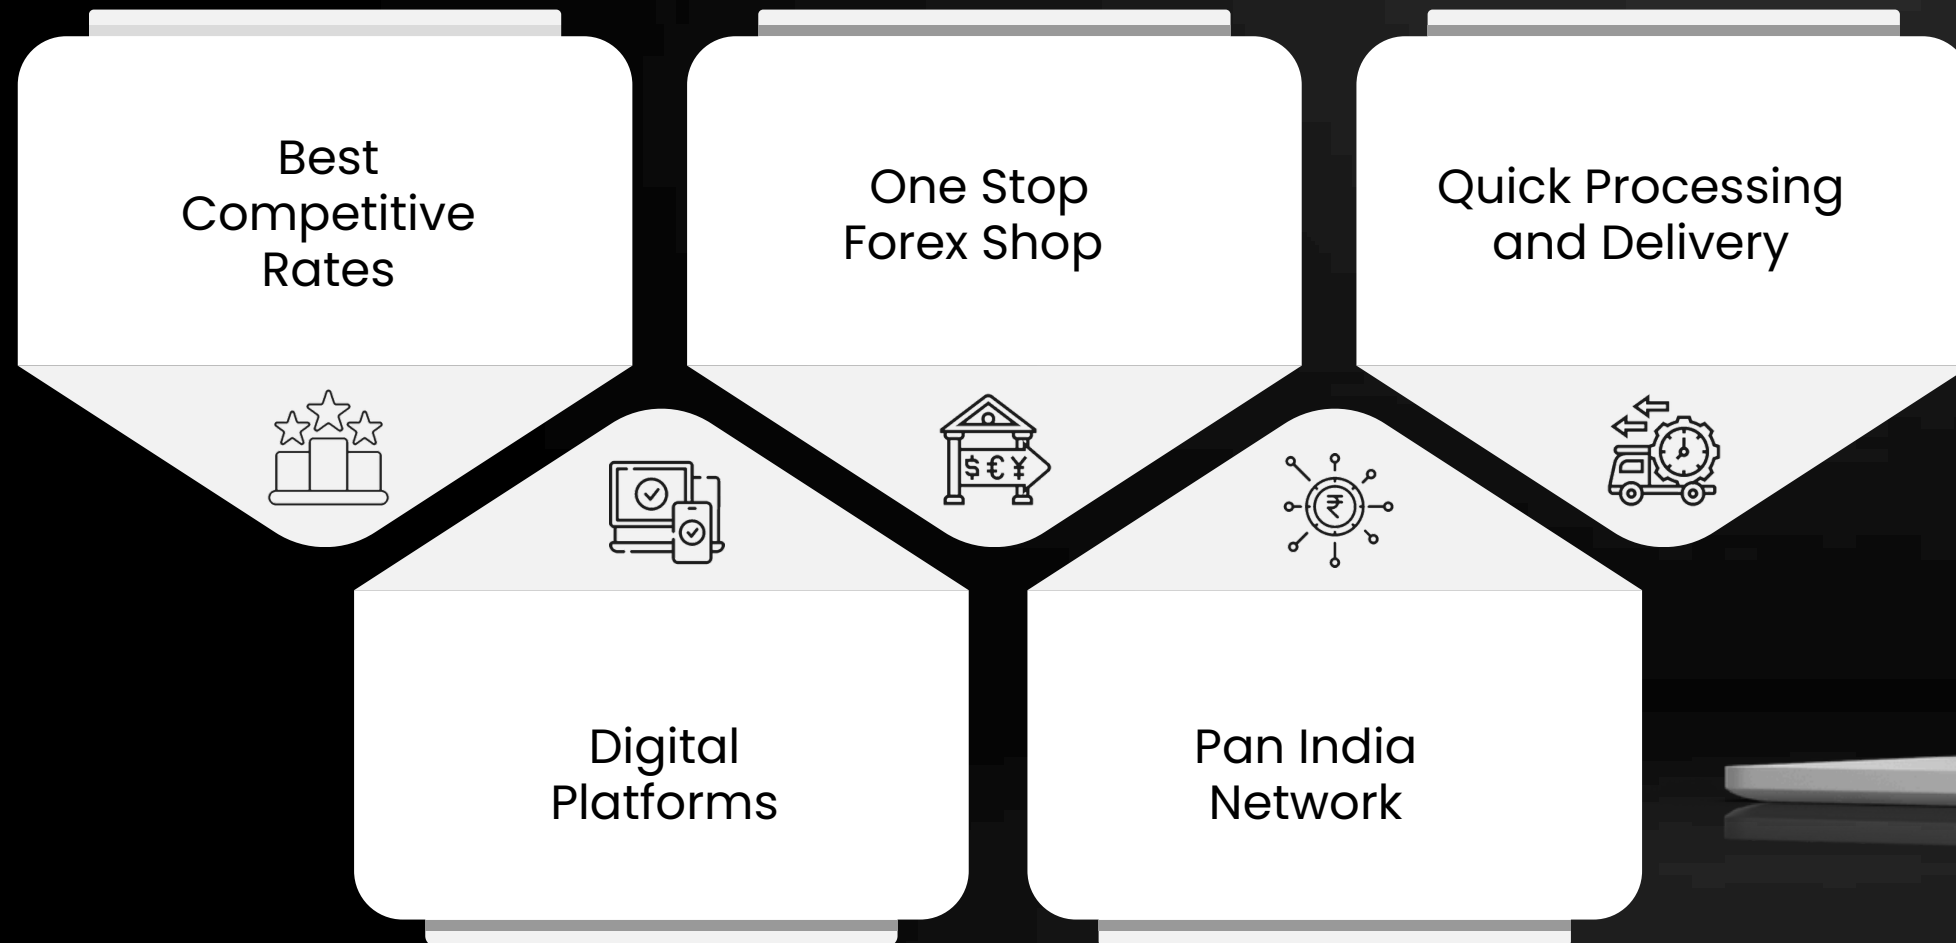 Best
Competitive
Rates
One Stop
Forex Shop
Quick Processing
and Delivery
$ € ¥
₹
Digital
Platforms
Pan India
Network